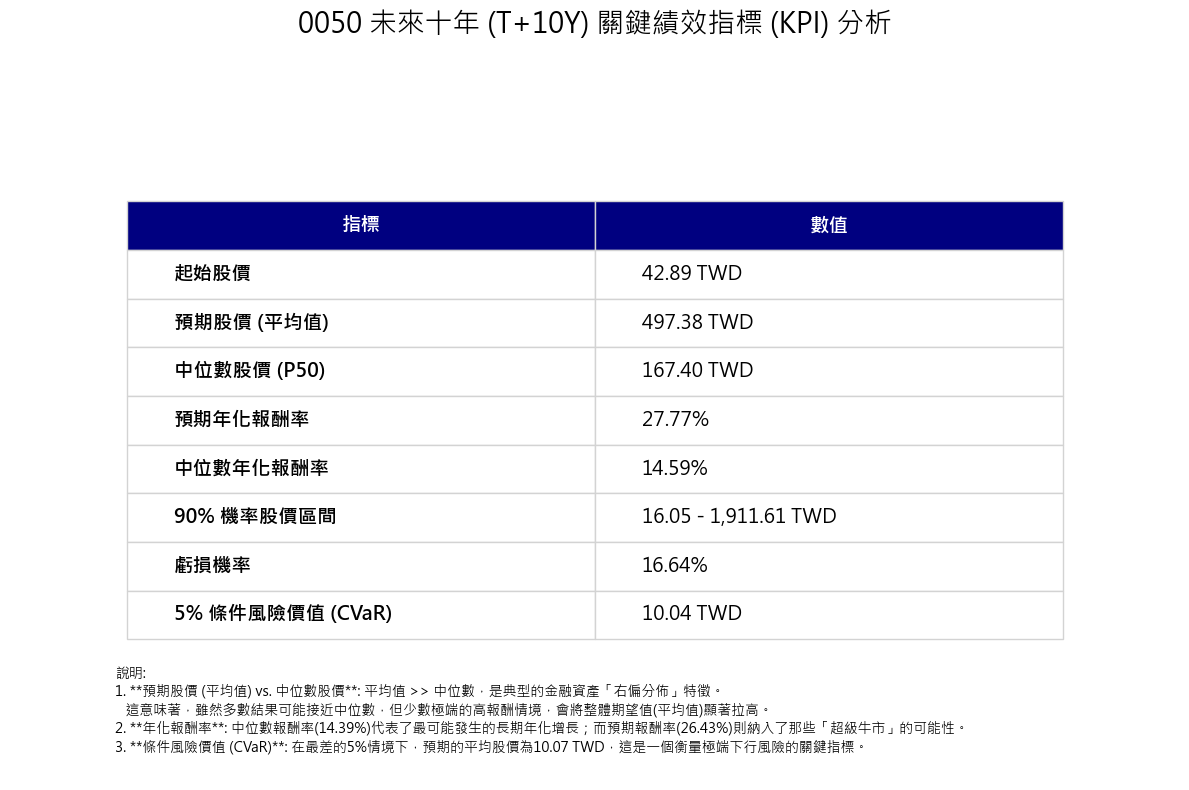 0050 未來十年 (T+10Y) 關鍵績效指標 (KPI) 分析
指標 數值
起始股價 42.89 TWD
預期股價 (平均值) 497.38 TWD
中位數股價 (P50) 167.40 TWD
預期年化報酬率 27.77%
中位數年化報酬率 14.59%
90% 機率股價區間 16.05 - 1,911.61 TWD
虧損機率 16.64%
5% 條件風險價值 (CVaR) 10.04 TWD
說明:
1. **預期股價 (平均值) vs. 中位數股價**: 平均值 >> 中位數，是典型的金融資產「右偏分佈」特徵。
這意味著，雖然多數結果可能接近中位數，但少數極端的高報酬情境，會將整體期望值(平均值)顯著拉高。
2. **年化報酬率**: 中位數報酬率(14.39%)代表了最可能發生的長期年化增長；而預期報酬率(26.43%)則納入了那些「超級牛市」的可能性。
3. **條件風險價值 (CVaR)**: 在最差的5%情境下，預期的平均股價為10.07 TWD，這是一個衡量極端下行風險的關鍵指標。